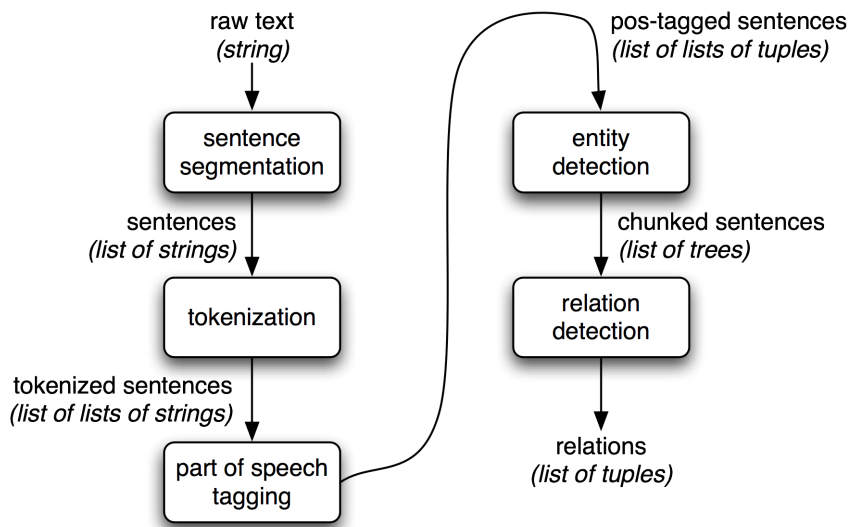 raw text
(string)
sentence
segmentation
sentences
(list of strings)
tokenization
tokenized sentences
(list of lists of strings)
part of speech
tagging
pos-tagged sentences
(list of lists of tuples)
entity
detection
chunked sentences
(list of trees)
relation
detection
relations
(list of tuples)